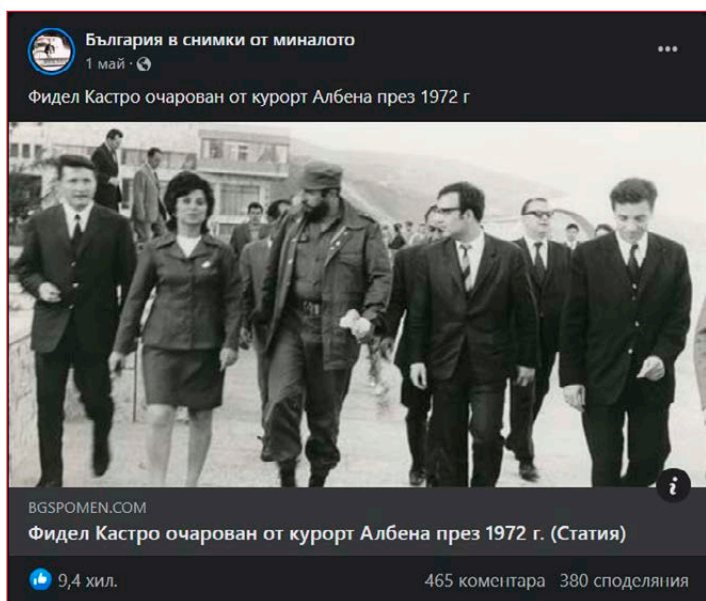 България в снимки от миналото
1 май ·
Фидел Кастро очарован от курорт Албена през 1972 г
BGSPOMEN.COM
Фидел Кастро очарован от курорт Албена през 1972 г. (Статия)
9,4 хил.
465 коментара 380 споделяния